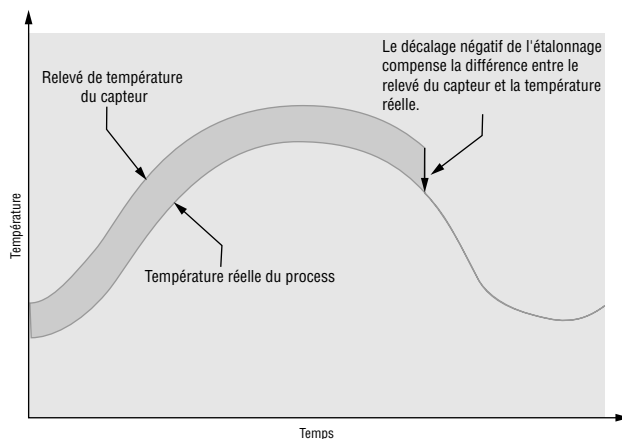 Le décalage négatif de l'étalonnage
compense la différence entre le
relevé du capteur et la température
réelle.
Relevé de température
du capteur
Température réelle du process
Température
Temps